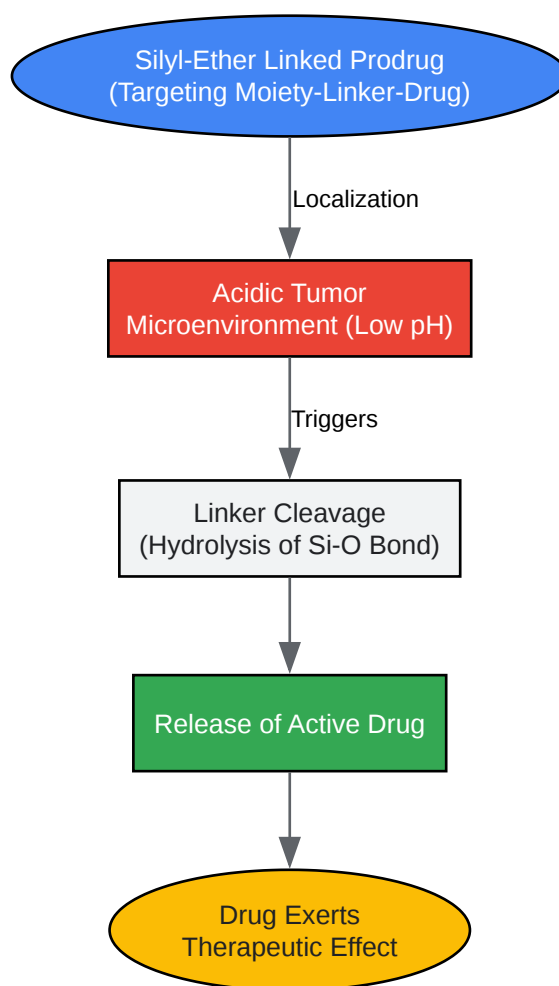 Silyl-Ether Linked Prodrug
(Targeting Moiety-Linker-Drug)
Localization
Acidic Tumor
Microenvironment (Low pH)
Triggers
Linker Cleavage
(Hydrolysis of Si-O Bond)
Release of Active Drug
Drug Exerts
Therapeutic Effect